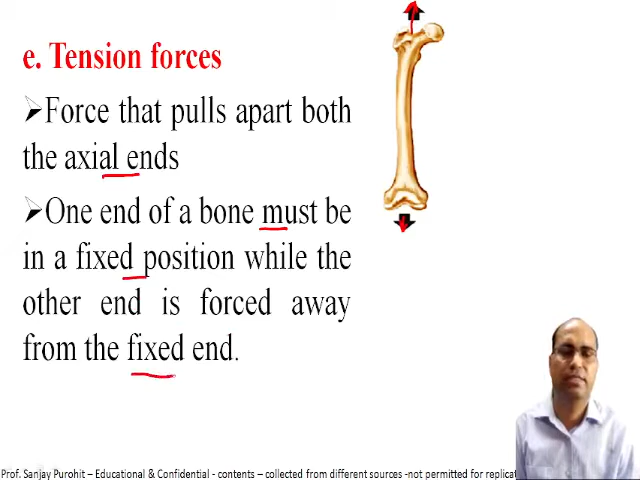 e. Tension forces
➢Force that pulls apart both
the axial ends
➢One end of a bone must be
in a fixed position while the
other end is forced away
from the fixed end.
Prof. Sanjay Purohit – Educational & Confidential - contents – collected from different sources -not permitted for replicat